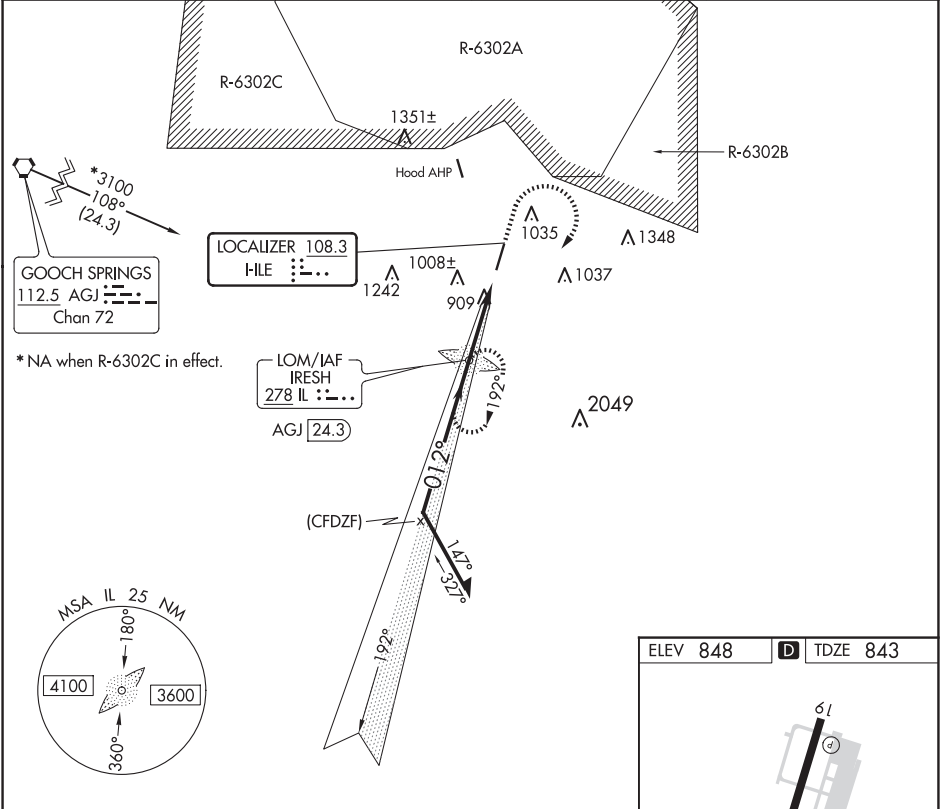 R-6302A
R-6302C
1351±
Hood AHP
R-6302B
*3100
108°
(24.3)
1035
1348
LOCALIZER 108.3
I-ILE
1008±
1242
1037
909
GOOCH SPRINGS
112.5 AGJ
Chan 72
* NA when R-6302C in effect.
LOM/IAF
IRESH
278 IL
AGJ 24.3
192°
2049
012°
(CFDZF)
147°
327°
192°
MSA IL 25 NM
180°
4100
3600
360°
ELEV 848 D TDZE 843
19
P